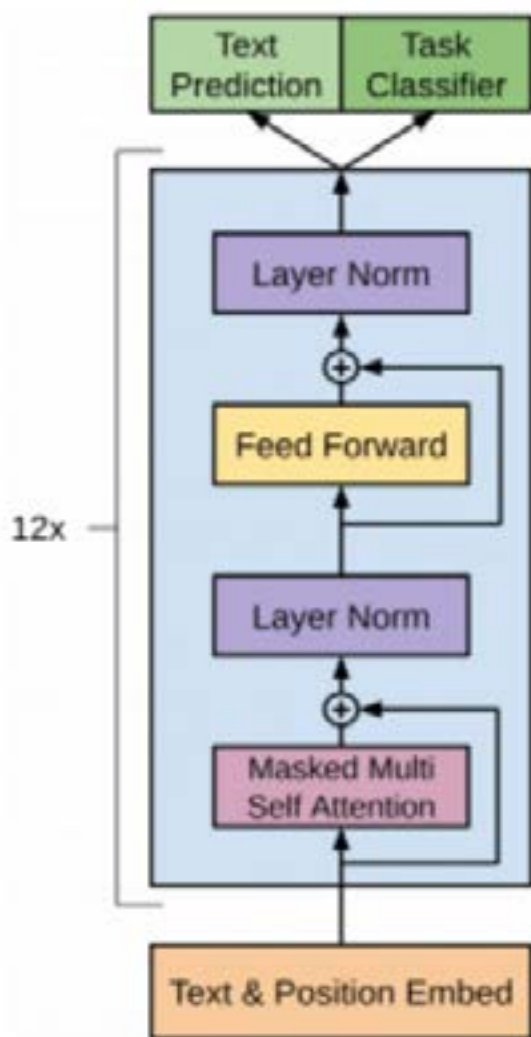 Text
Prediction
Task
Classifier
Layer Norm
Feed Forward
12x
Layer Norm
Masked Multi
Self Attention
Text & Position Embed